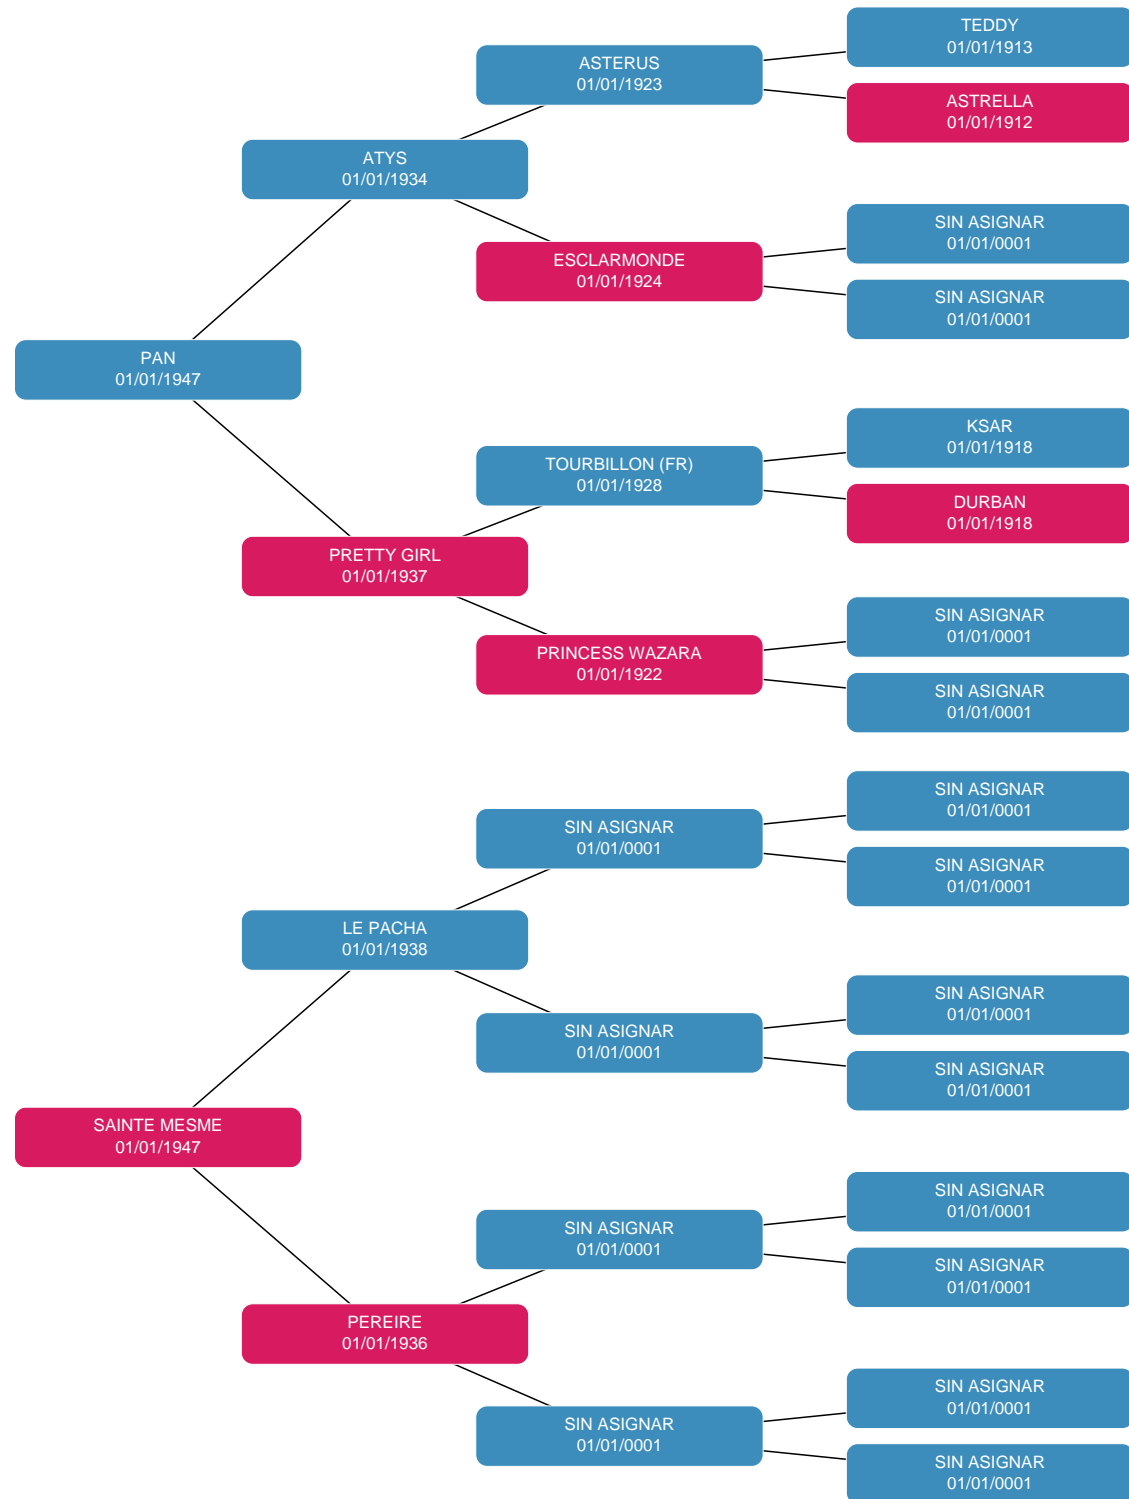 TEDDY
01/01/1913
ASTERUS
01/01/1923
ASTRELLA
01/01/1912
ATYS
01/01/1934
SIN ASIGNAR
01/01/0001
ESCLARMONDE
01/01/1924
SIN ASIGNAR
01/01/0001
PAN
01/01/1947
KSAR
01/01/1918
TOURBILLON (FR)
01/01/1928
DURBAN
01/01/1918
PRETTY GIRL
01/01/1937
SIN ASIGNAR
01/01/0001
PRINCESS WAZARA
01/01/1922
SIN ASIGNAR
01/01/0001
SIN ASIGNAR
01/01/0001
SIN ASIGNAR
01/01/0001
SIN ASIGNAR
01/01/0001
LE PACHA
01/01/1938
SIN ASIGNAR
01/01/0001
SIN ASIGNAR
01/01/0001
SIN ASIGNAR
01/01/0001
SAINTE MESME
01/01/1947
SIN ASIGNAR
01/01/0001
SIN ASIGNAR
01/01/0001
SIN ASIGNAR
01/01/0001
PEREIRE
01/01/1936
SIN ASIGNAR
01/01/0001
SIN ASIGNAR
01/01/0001
SIN ASIGNAR
01/01/0001